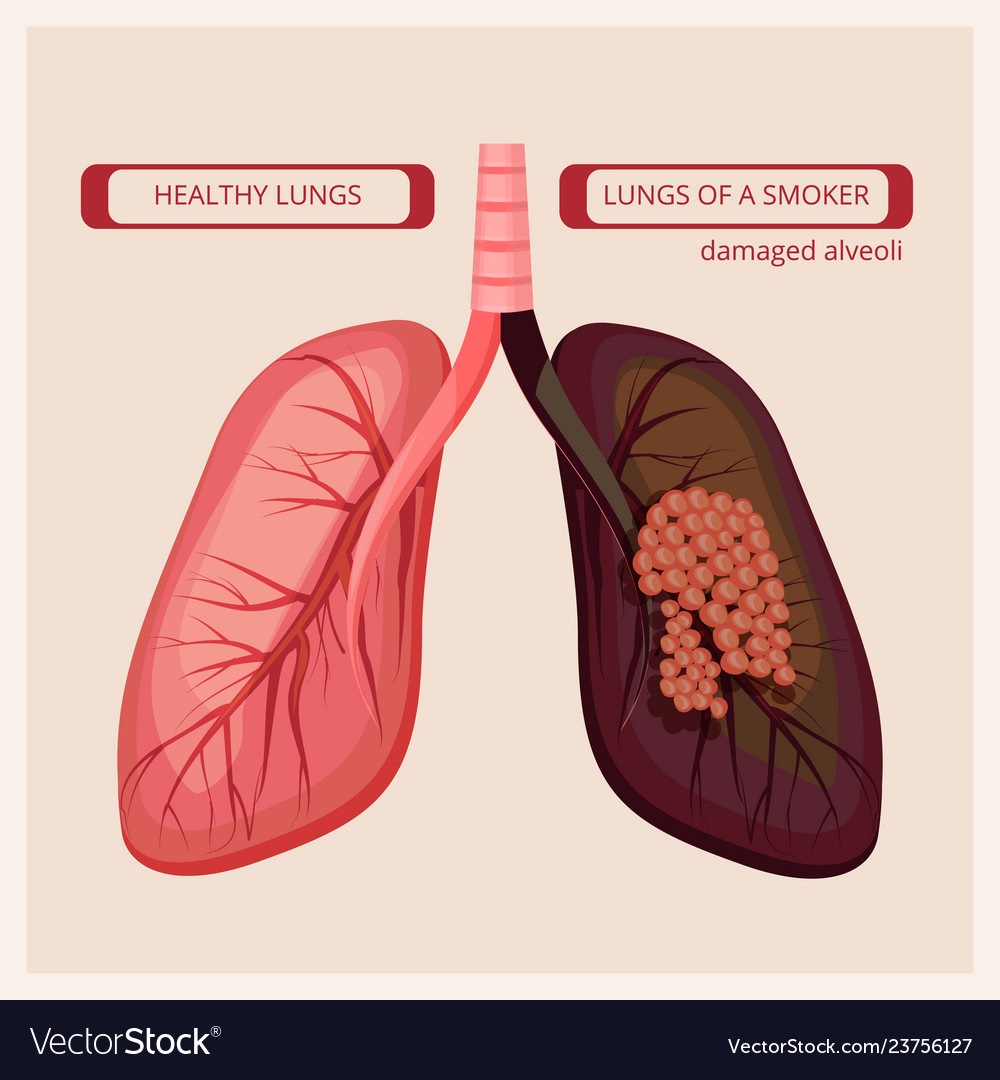 HEALTHY LUNGS
LUNGS OF A SMOKER
damaged alveoli
VectorStock®
VectorStock.com/23756127